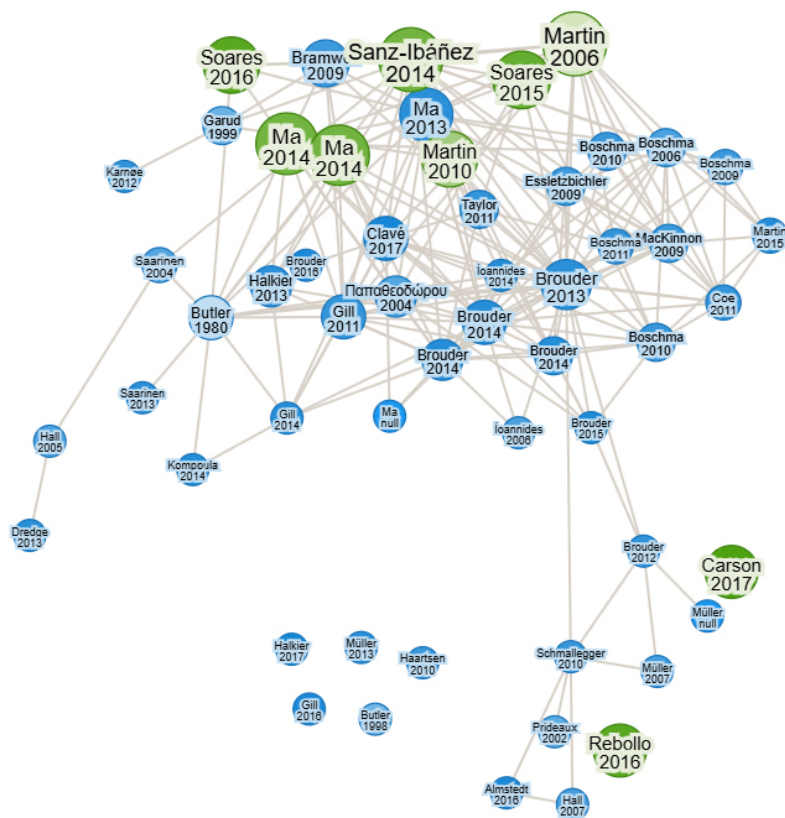 Soares
2016
Bramwe
2009
Sanz-Ibáñez
2014
Soares
2015
Martin
2006
Garud
1999
Ma
2013
Ma
2014
Ma
2014
Martin
2010
Karnøe
2012
Boschma
2010
Boschma
2006
Boschma
2009
Essletzbichler
2009
Taylor
2011
Clavé
2017
Boschma
2011
MacKinnon
2009
Martin
2015
Saarinen
2004
Brouder
2016
Halkier
2013
Ioannides
2014
Παπαθεοδώρου
2004
Brouder
2013
Coe
2011
Butler
1980
Gill
2011
Brouder
2014
Boschma
2010
Brouder
2014
Brouder
2014
Saarinen
2013
Gill
2014
Ma
null
Ioannides
2006
Brouder
2015
Hall
2005
Kompoula
2014
Dredge
2013
Brouder
2012
Carson
2017
Müller
null
Halkier
2017
Müller
2013
Haartsen
2010
Schmallegger
2010
Müller
2007
Gill
2016
Butler
1998
Prideaux
2002
Rebollo
2016
Almstedt
2016
Hall
2007